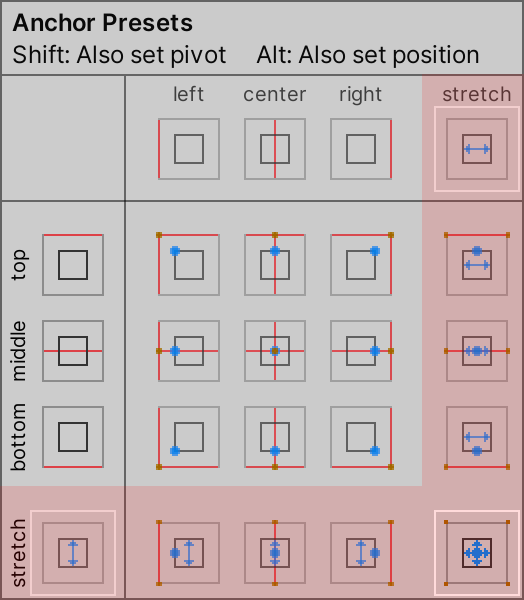 Anchor Presets
Shift: Also set pivot Alt: Also set position
left center right stretch
top
middle
bottom
stretch